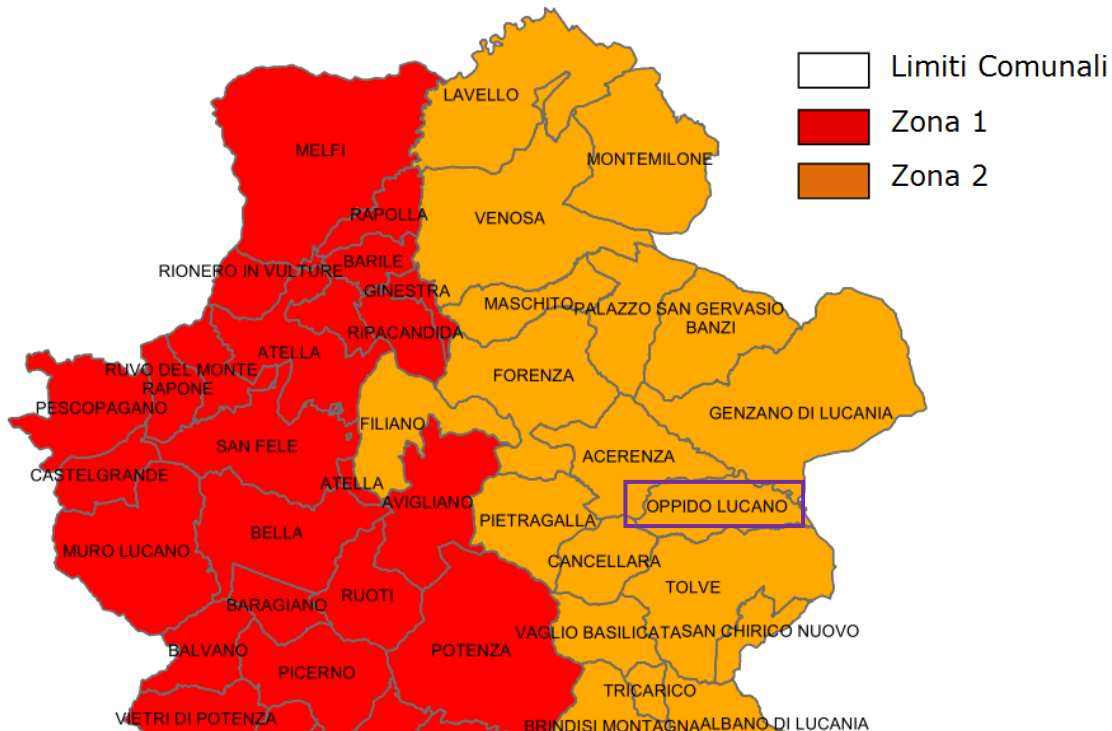 Limiti Comunali
Zona 1
Zona 2
LAVELLO
MELFI
MONTEMILONE
RAPOLLA
VENOSA
BARILE
RIONERO IN VULTURE
GINESTRA
MASCHITO
PALAZZO SAN GERVASIO
BANZI
RIPACANDIDA
ATELLA
RUVO DEL MONTE
RAPONE
FORENZA
PESCOPAGANO
GENZANO DI LUCANIA
FILIANO
SAN FELE
ACERENZA
CASTELGRANDE
ATELLA
AVIGLIANO
OPPIDO LUCANO
PIETRAGALLA
BELLA
MURO LUCANO
CANCELLARA
TOLVE
RUOTI
BARAGIANO
VAGLIO BASILICATA
SAN CHIRICO NUOVO
BALVANO
POTENZA
PICERNO
TRICARICO
VIETRI DI POTENZA
BRINDISI MONTAGNA
ALBANO DI LUCANIA